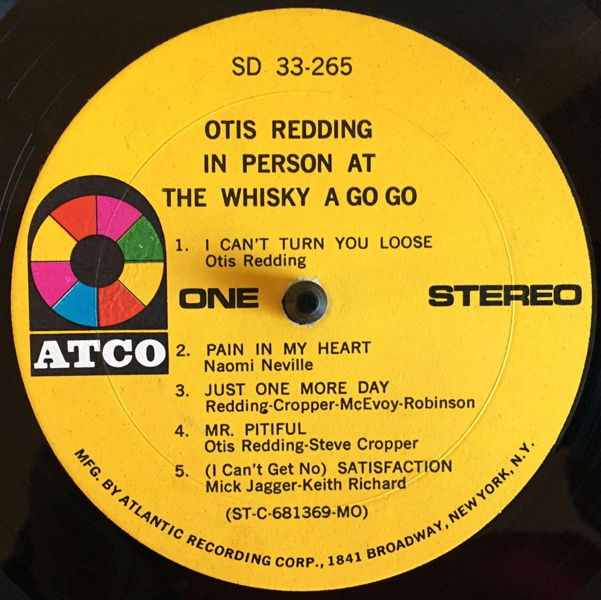 SD 33-265
OTIS REDDING
IN PERSON AT
THE WHISKY A GO GO
1. I CAN'T TURN YOU LOOSE
Otis Redding
ONE
STEREO
ATCO
2. PAIN IN MY HEART
Naomi Neville
3. JUST ONE MORE DAY
Redding-Cropper-McEvoy-Robinson
4. MR. PITIFUL
Otis Redding-Steve Cropper
5. (I Can't Get No) SATISFACTION
Mick Jagger-Keith Richard
(ST-C-681369-MO)
MFG. BY ATLANTIC RECORDING CORP., 1841 BROADWAY, NEW YORK, N.Y.